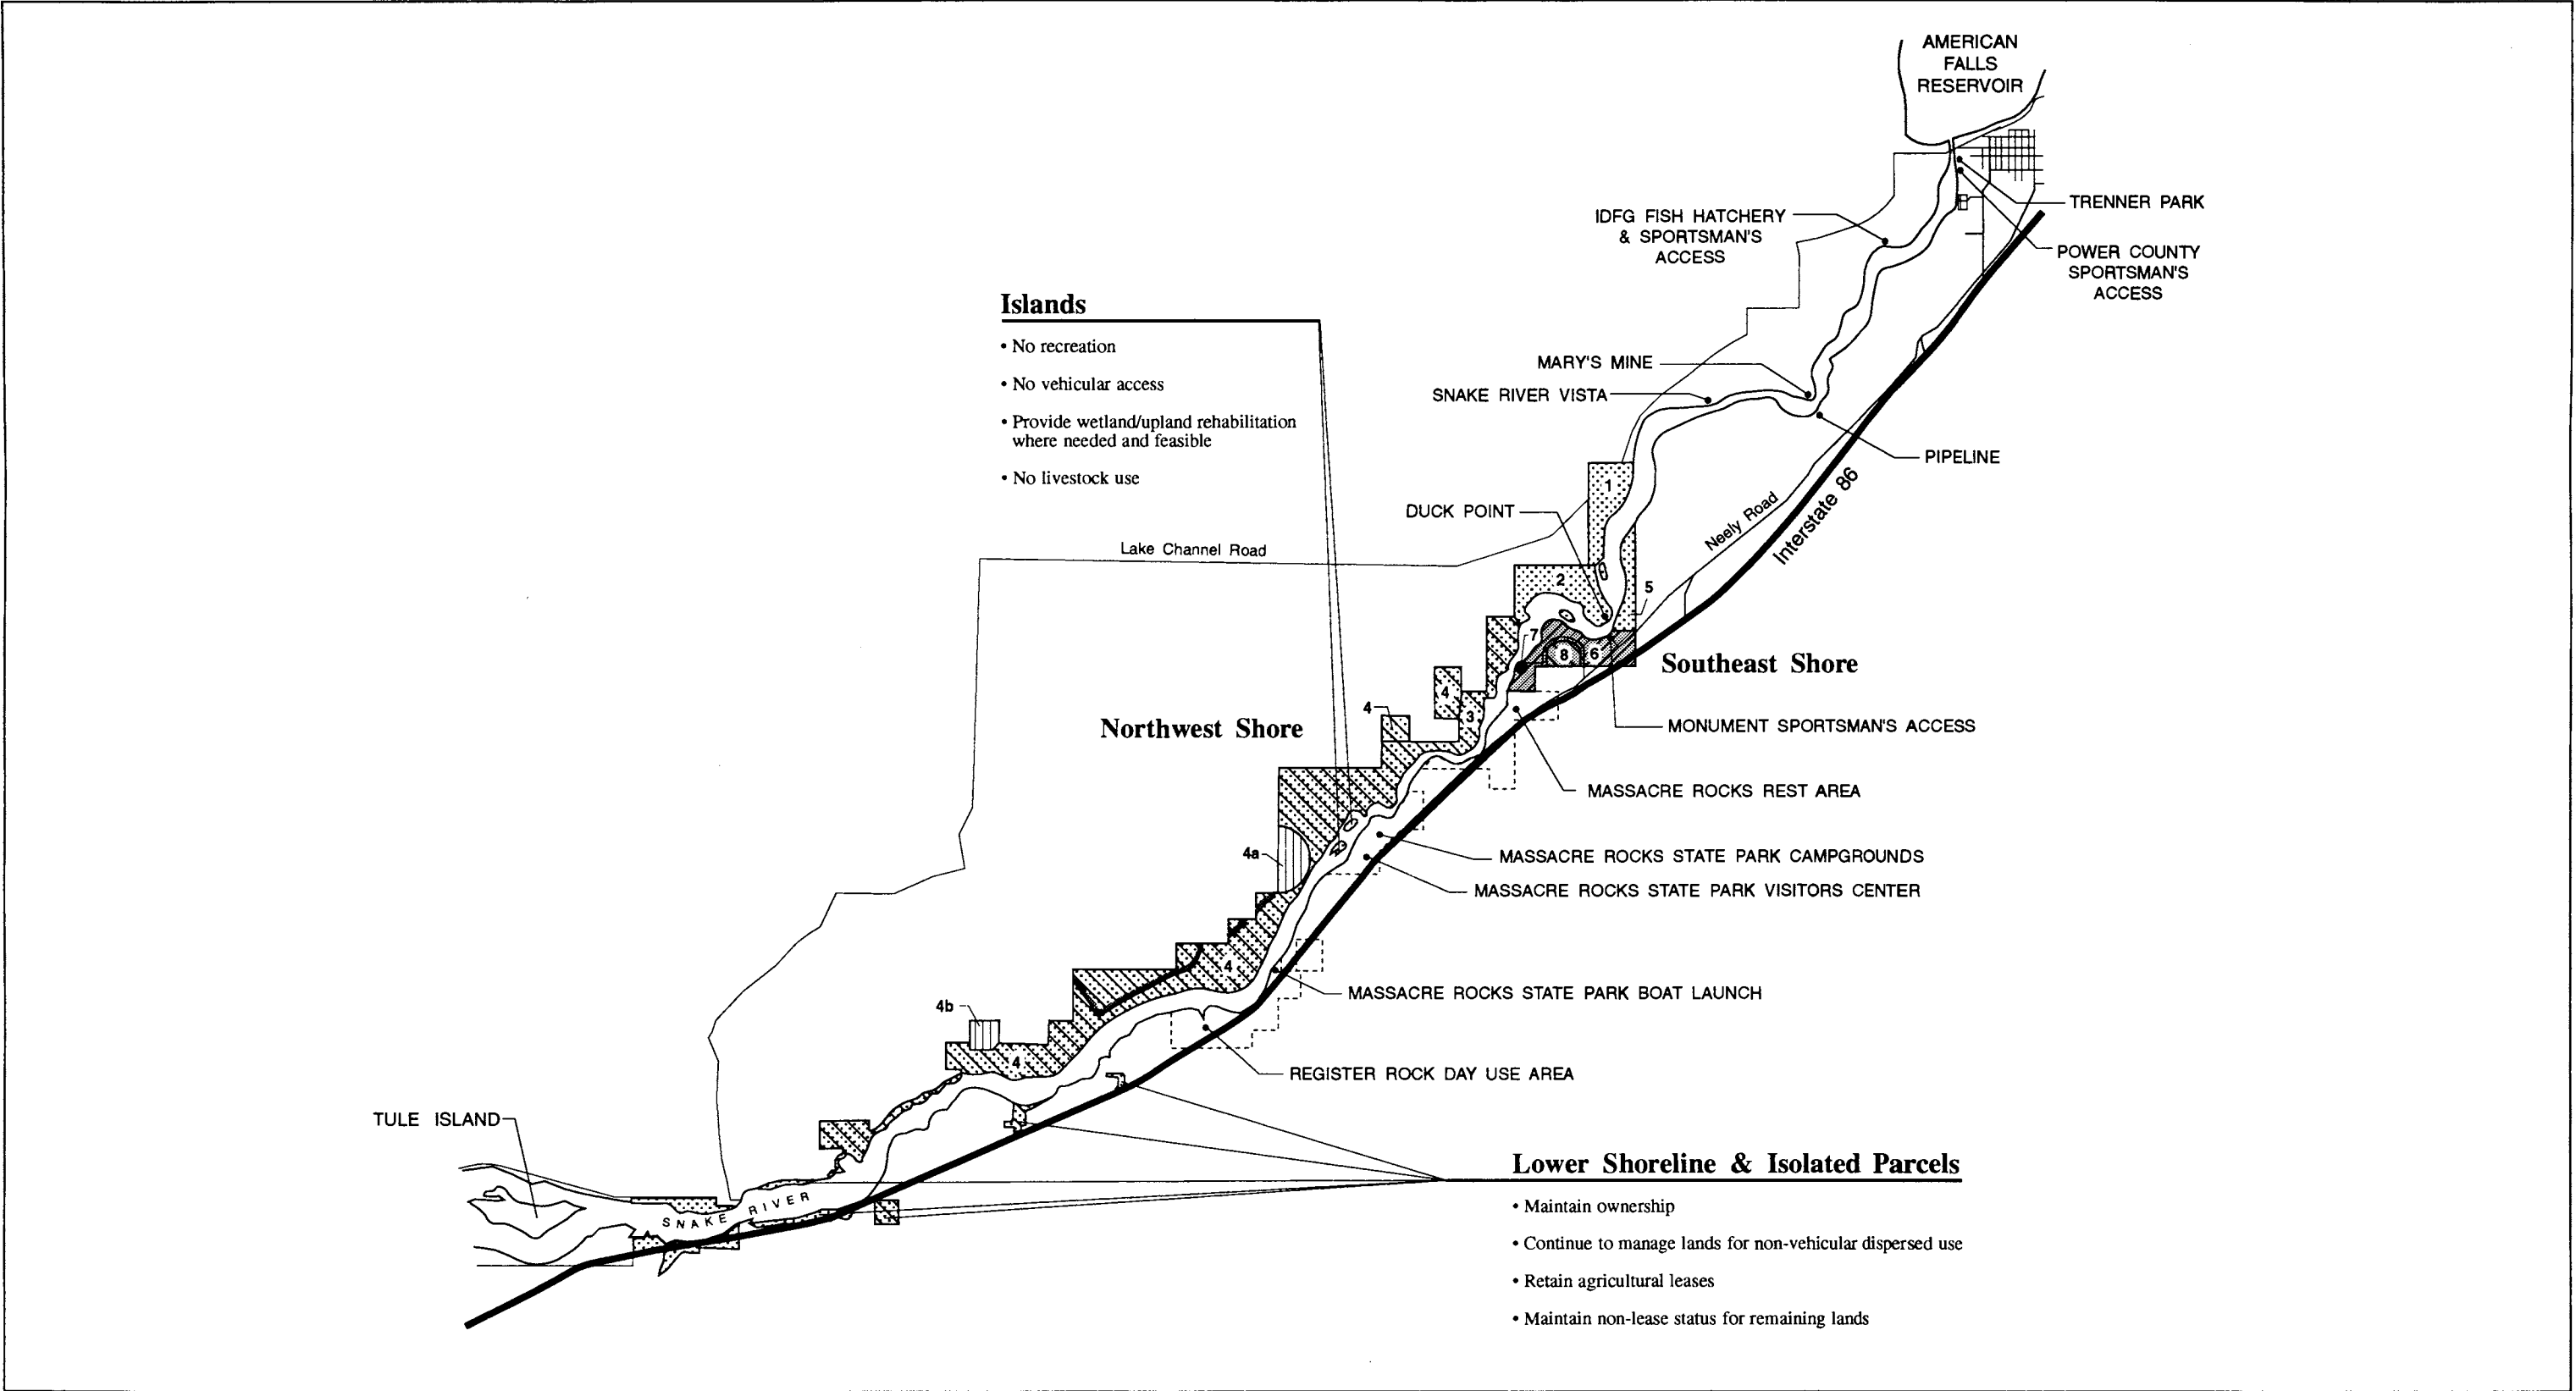 AMERICAN
FALLS
RESERVOIR
TRENNER PARK
IDFG FISH HATCHERY
& SPORTSMAN'S
ACCESS
POWER COUNTY
SPORTSMAN'S
ACCESS
Islands
• No recreation
• No vehicular access
• Provide wetland/upland rehabilitation
where needed and feasible
• No livestock use
MARY'S MINE
SNAKE RIVER VISTA
PIPELINE
1
DUCK POINT
Neely Road
Interstate 86
Lake Channel Road
2
5
7
8
6
Southeast Shore
4
3
4
Northwest Shore
MONUMENT SPORTSMAN'S ACCESS
MASSACRE ROCKS REST AREA
4a
MASSACRE ROCKS STATE PARK CAMPGROUNDS
MASSACRE ROCKS STATE PARK VISITORS CENTER
4
MASSACRE ROCKS STATE PARK BOAT LAUNCH
4b
4
REGISTER ROCK DAY USE AREA
TULE ISLAND
SNAKE RIVER
Lower Shoreline & Isolated Parcels
• Maintain ownership
• Continue to manage lands for non-vehicular dispersed use
• Retain agricultural leases
• Maintain non-lease status for remaining lands